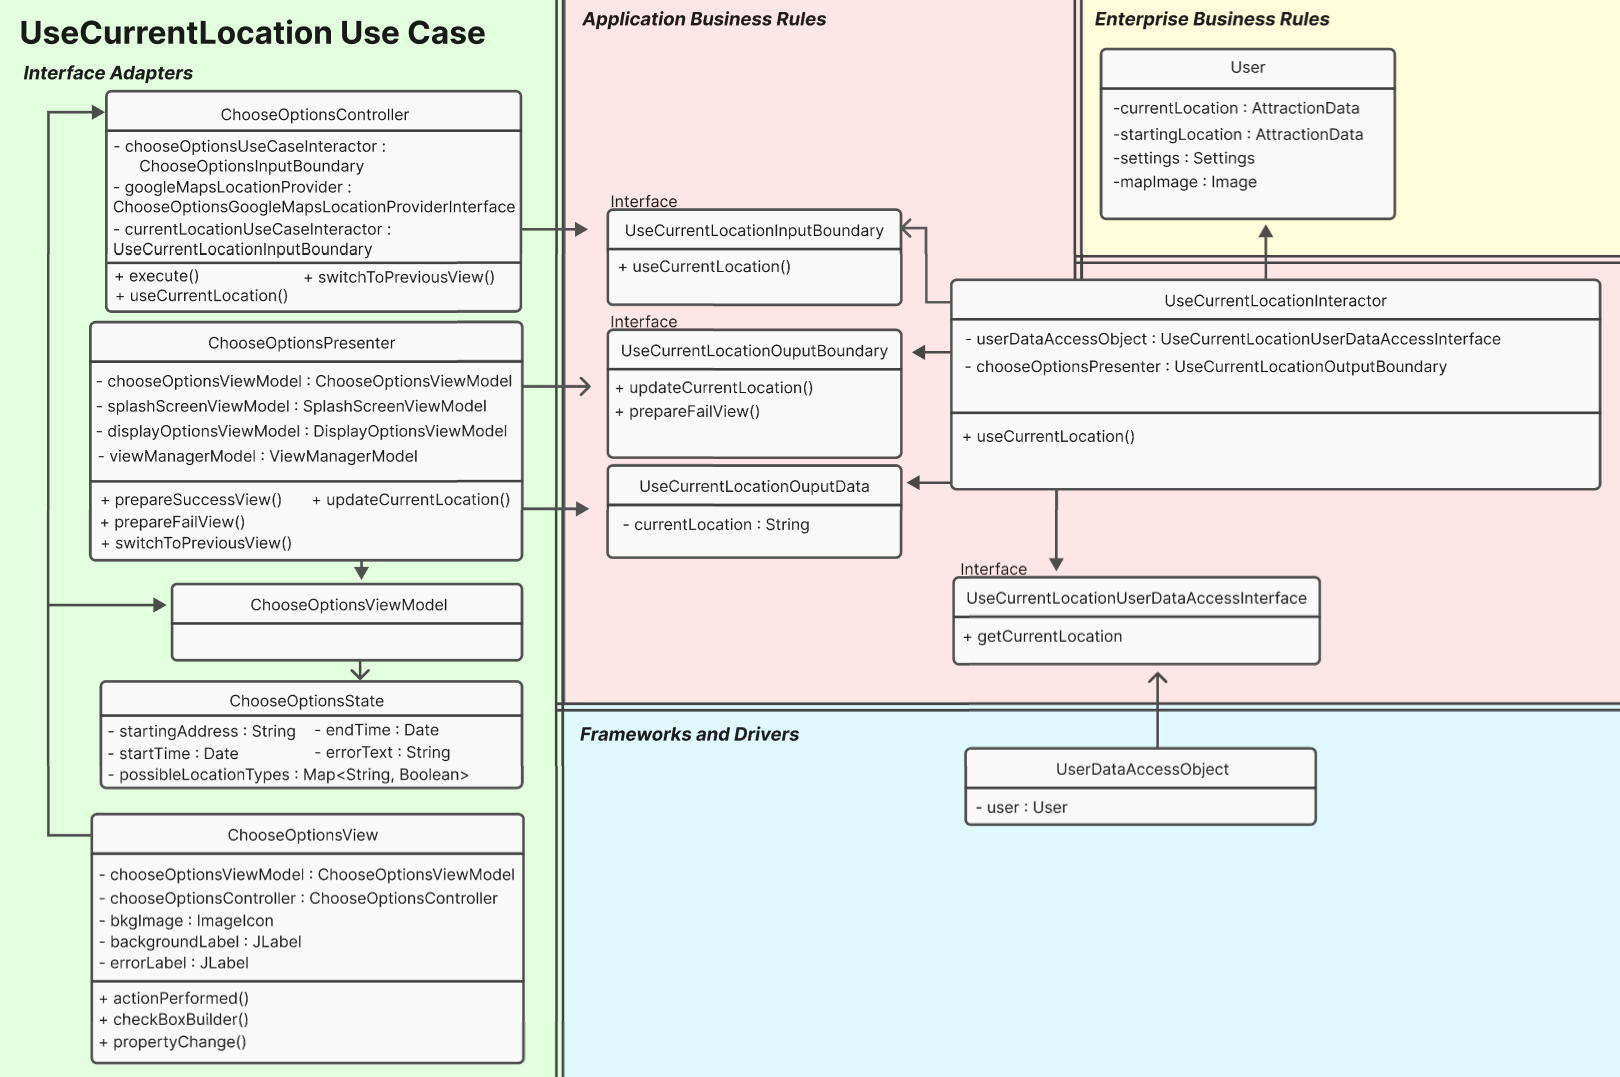 UseCurrentLocation Use Case
Interface Adapters
ChooseOptionsController
- chooseOptionsUseCaseInteractor :
ChooseOptionsInputBoundary
- googleMapsLocationProvider :
ChooseOptionsGoogleMapsLocationProviderInterface
- currentLocationUseCaseInteractor :
UseCurrentLocationInputBoundary
+ execute() + switchToPreviousView()
+ useCurrentLocation()
ChooseOptionsPresenter
- chooseOptionsViewModel : ChooseOptionsViewModel
- splashScreenViewModel : SplashScreenViewModel
- displayOptionsViewModel : DisplayOptionsViewModel
- viewManagerModel : ViewManagerModel
+ prepareSuccessView() + updateCurrentLocation()
+ prepareFailView()
+ switchToPreviousView()
ChooseOptionsViewModel
ChooseOptionsState
- startingAddress : String - endTime : Date
- startTime : Date - errorText : String
- possibleLocationTypes : Map<String, Boolean>
ChooseOptionsView
- chooseOptionsViewModel : ChooseOptionsViewModel
- chooseOptionsController : ChooseOptionsController
- bkgImage : ImageIcon
- backgroundLabel : JLabel
- errorLabel : JLabel
+ actionPerformed()
+ checkBoxBuilder()
+ propertyChange()
Application Business Rules
Interface
UseCurrentLocationInputBoundary
+ useCurrentLocation()
Interface
UseCurrentLocationOuputBoundary
+ updateCurrentLocation()
+ prepareFailView()
UseCurrentLocationOuputData
- currentLocation : String
Enterprise Business Rules
User
-currentLocation : AttractionData
-startingLocation : AttractionData
-settings : Settings
-mapImage : Image
UseCurrentLocationInteractor
- userDataAccessObject : UseCurrentLocationUserDataAccessInterface
- chooseOptionsPresenter : UseCurrentLocationOutputBoundary
+ useCurrentLocation()
Interface
UseCurrentLocationUserDataAccessInterface
+ getCurrentLocation
Frameworks and Drivers
UserDataAccessObject
- user : User